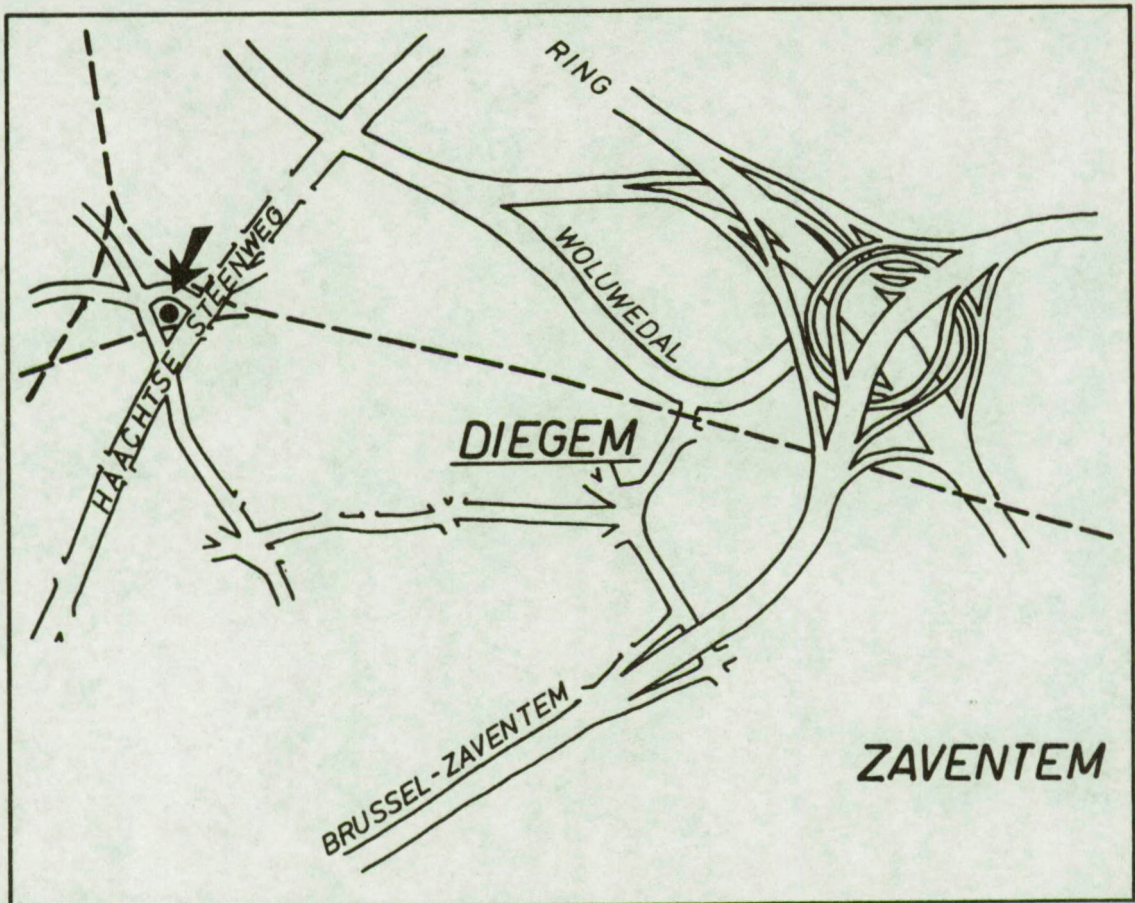 RING
HAACHTSE STEENWEG
WOLUWEDAL
DIEGEM
BRUSSEL-ZAVENTEM
ZAVENTEM